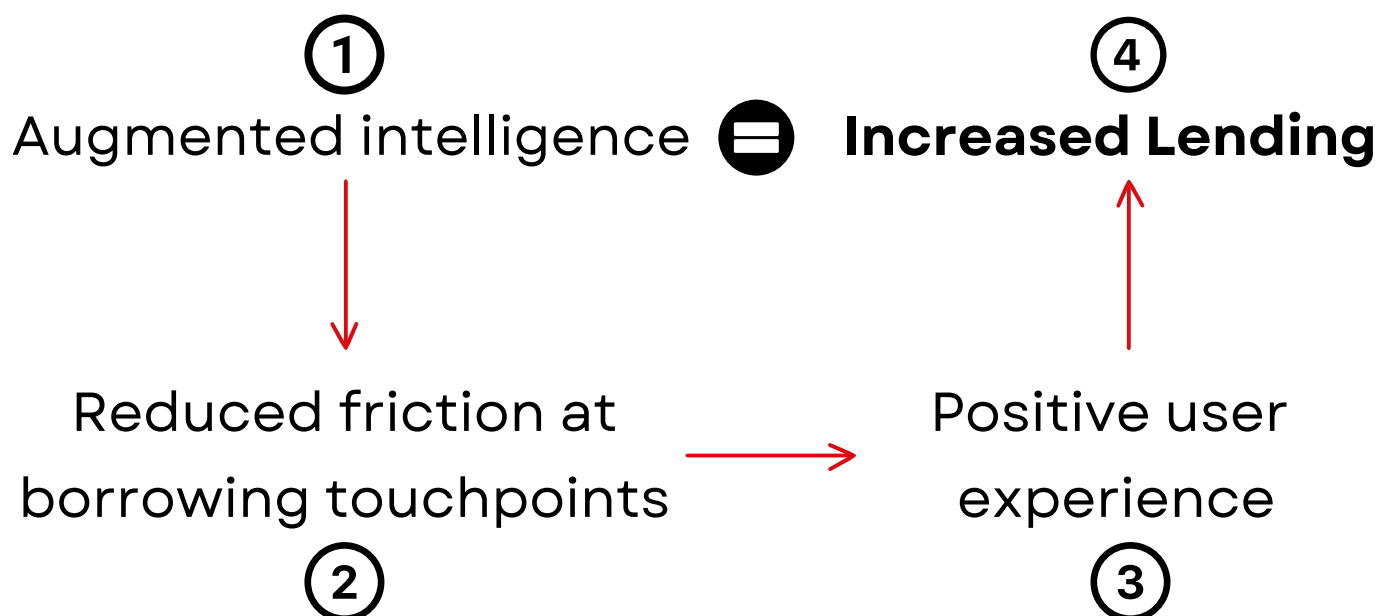 1
Augmented intelligence = Increased Lending
4
Reduced friction at
borrowing touchpoints
2
Positive user
experience
3